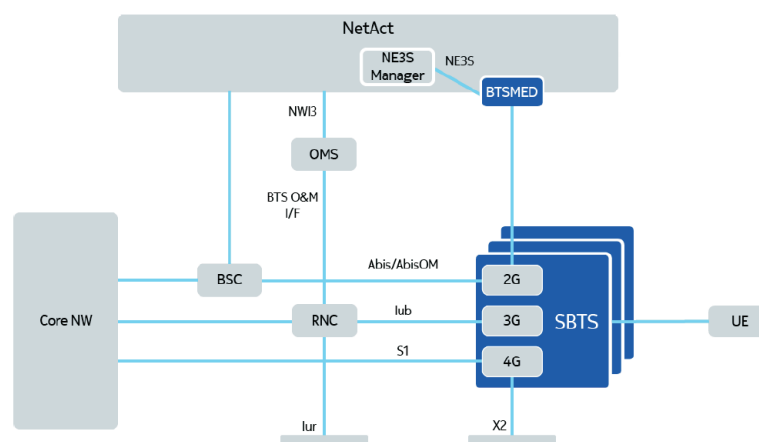 NetAct
NE3S
Manager
NE3S
BTSMED
NWI3
OMS
BTS O&M
I/F
Abis/AbisOM
BSC
2G
Core NW
RNC
Iub
3G
SBTS
UE
S1
4G
Iur
X2